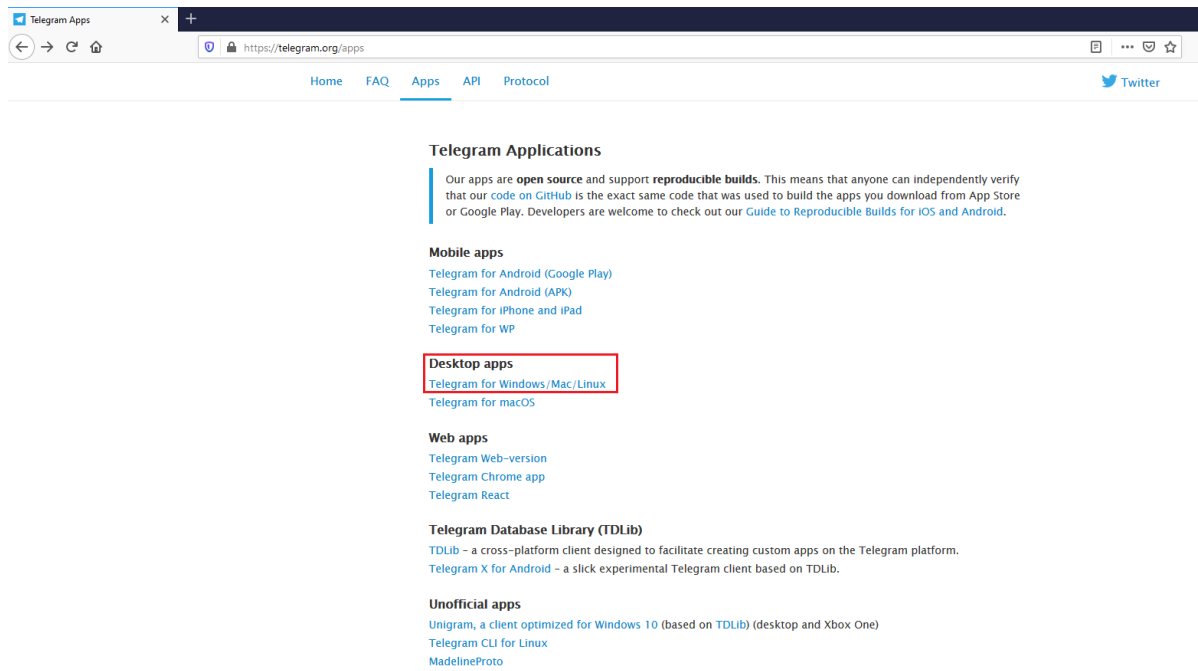 Telegram Apps
https://telegram.org/apps
Home FAQ Apps API Protocol Twitter
Telegram Applications
Our apps are open source and support reproducible builds. This means that anyone can independently verify
that our code on GitHub is the exact same code that was used to build the apps you download from App Store
or Google Play. Developers are welcome to check out our Guide to Reproducible Builds for iOS and Android.
Mobile apps
Telegram for Android (Google Play)
Telegram for Android (APK)
Telegram for iPhone and iPad
Telegram for WP
Desktop apps
Telegram for Windows/Mac/Linux
Telegram for macOS
Web apps
Telegram Web-version
Telegram Chrome app
Telegram React
Telegram Database Library (TDLib)
TDLib – a cross-platform client designed to facilitate creating custom apps on the Telegram platform.
Telegram X for Android – a slick experimental Telegram client based on TDLib.
Unofficial apps
Unigram, a client optimized for Windows 10 (based on TDLib) (desktop and Xbox One)
Telegram CLI for Linux
MadelineProto